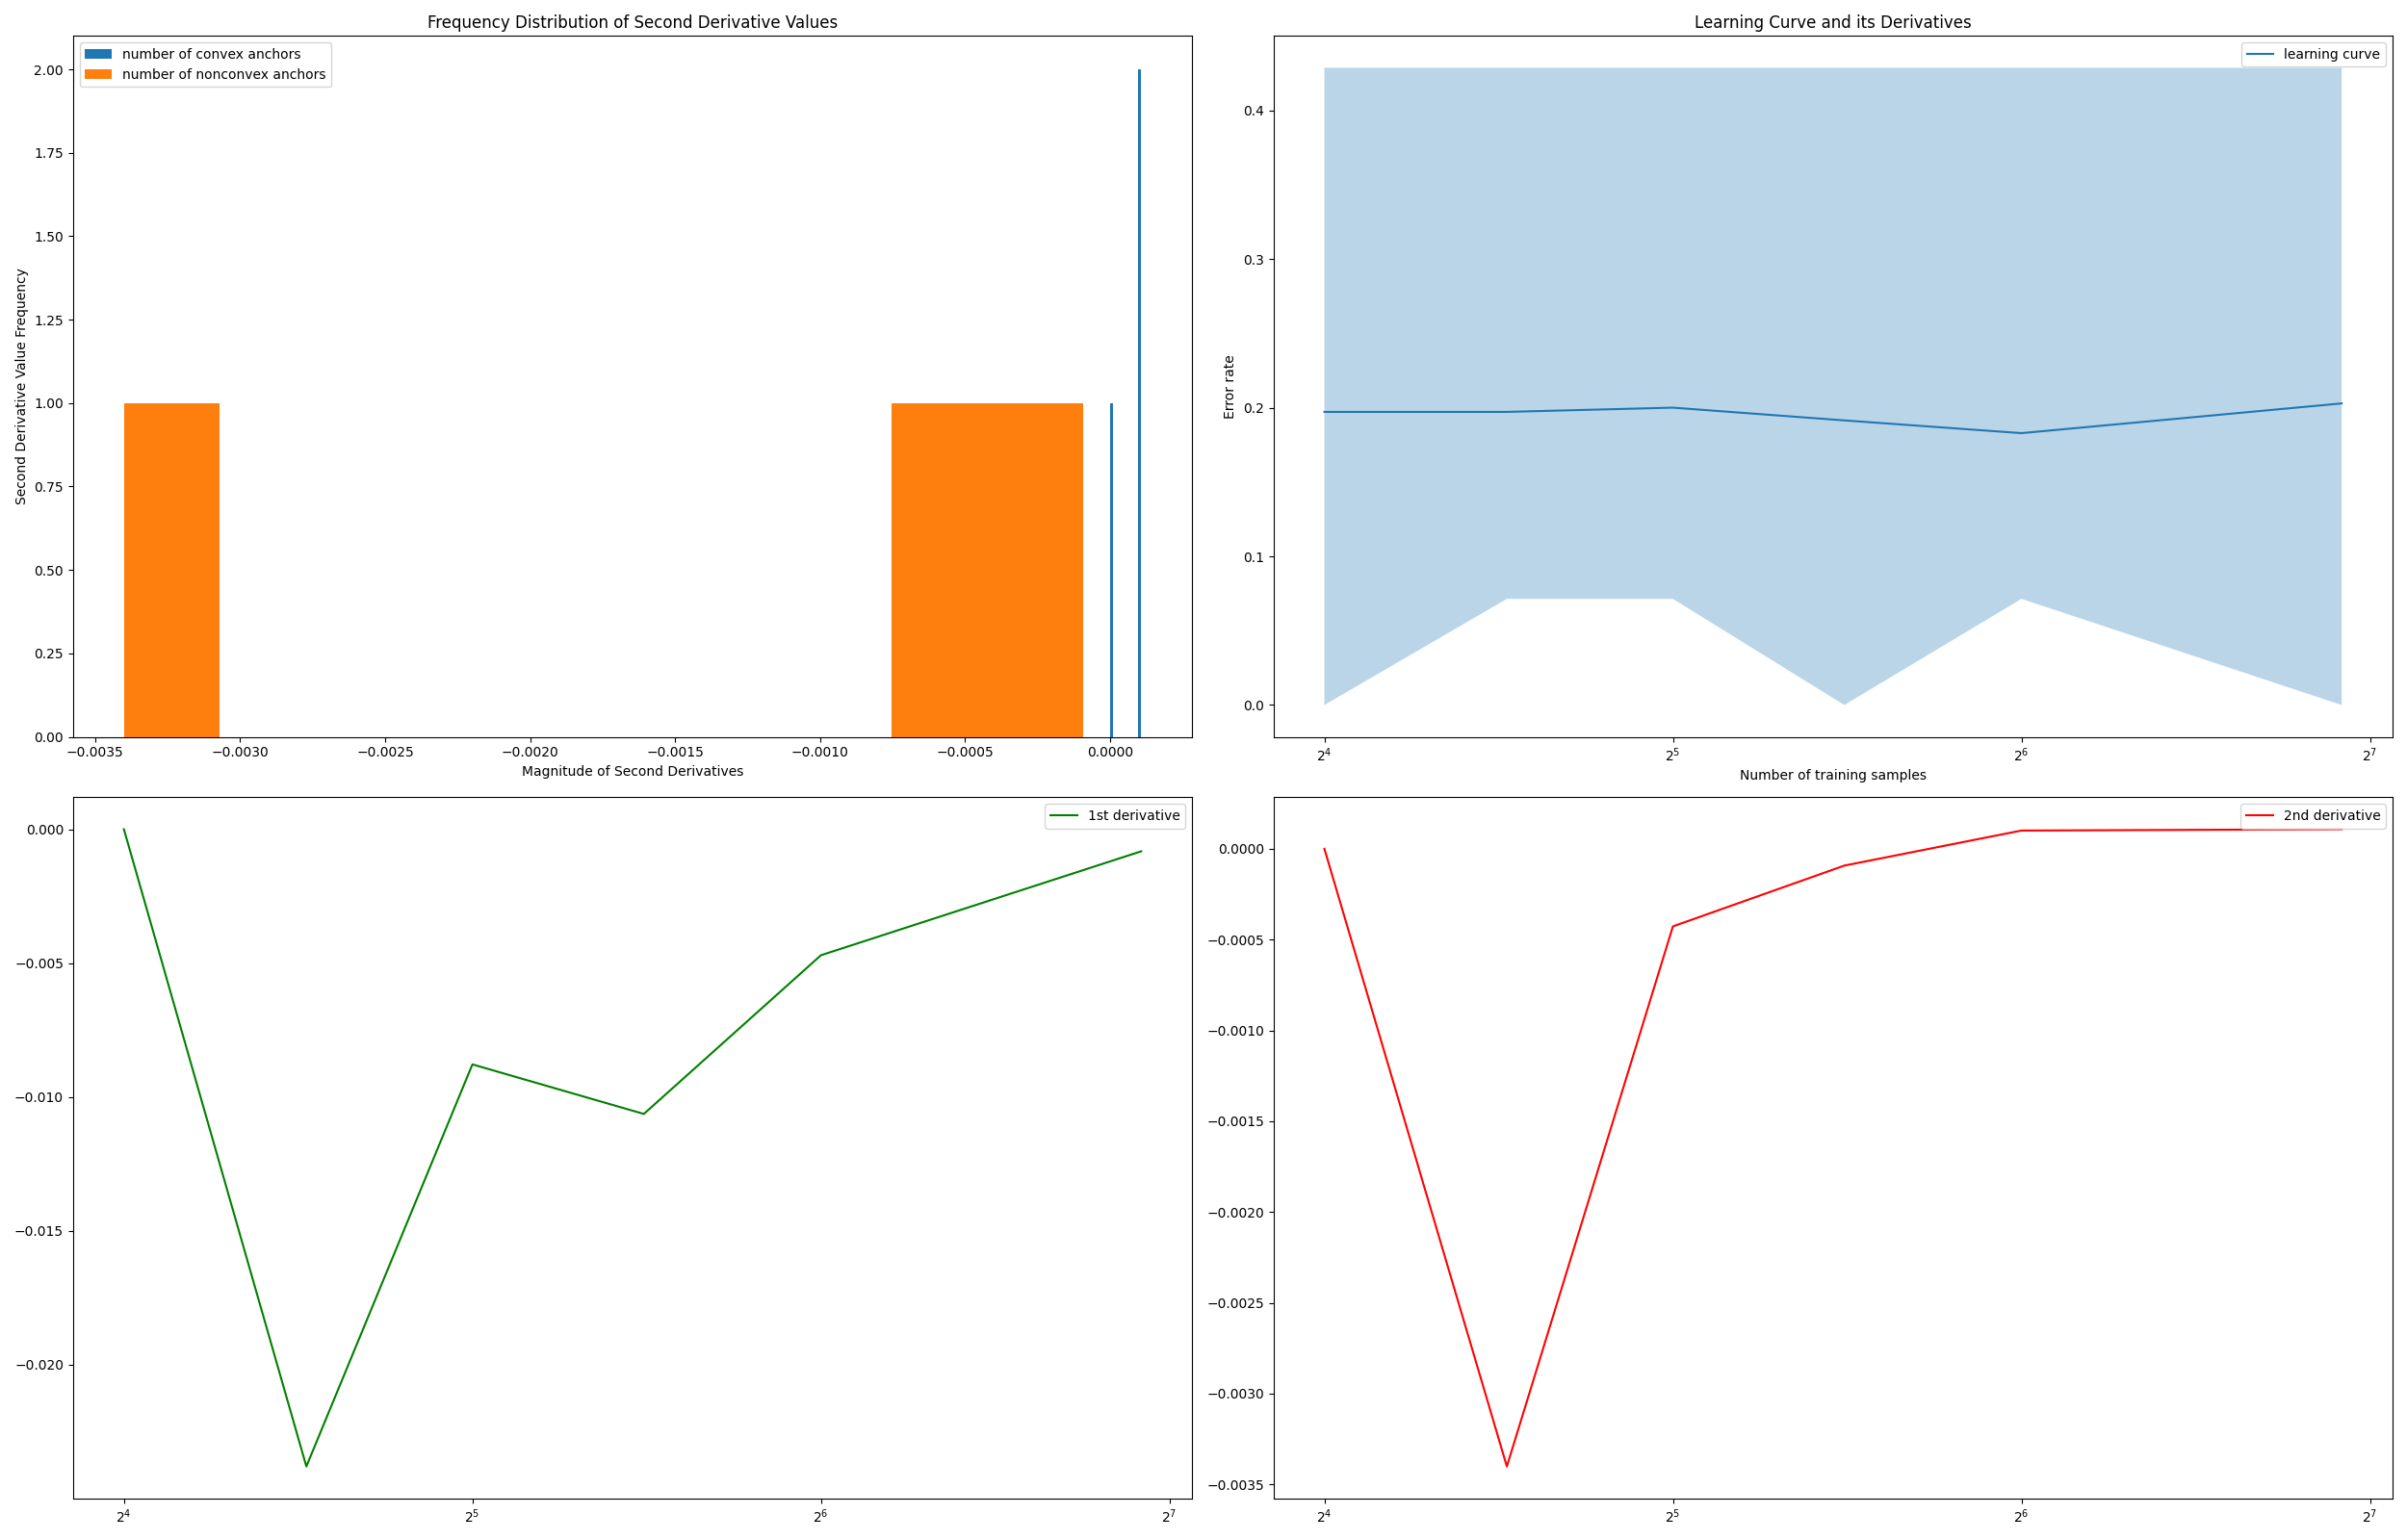 Frequency Distribution of Second Derivative Values
number of convex anchors
number of nonconvex anchors
2.00
1.75
1.50
1.25
1.00
0.75
0.50
0.25
0.00
Second Derivative Value Frequency
−0.0035 −0.0030 −0.0025 −0.0020 −0.0015 −0.0010 −0.0005 0.0000
Magnitude of Second Derivatives
Learning Curve and its Derivatives
learning curve
0.4
0.3
0.2
0.1
0.0
Error rate
2⁴ 2⁵ 2⁶ 2⁷
Number of training samples
1st derivative
0.000
−0.005
−0.010
−0.015
−0.020
2⁴ 2⁵ 2⁶ 2⁷
2nd derivative
0.0000
−0.0005
−0.0010
−0.0015
−0.0020
−0.0025
−0.0030
−0.0035
2⁴ 2⁵ 2⁶ 2⁷